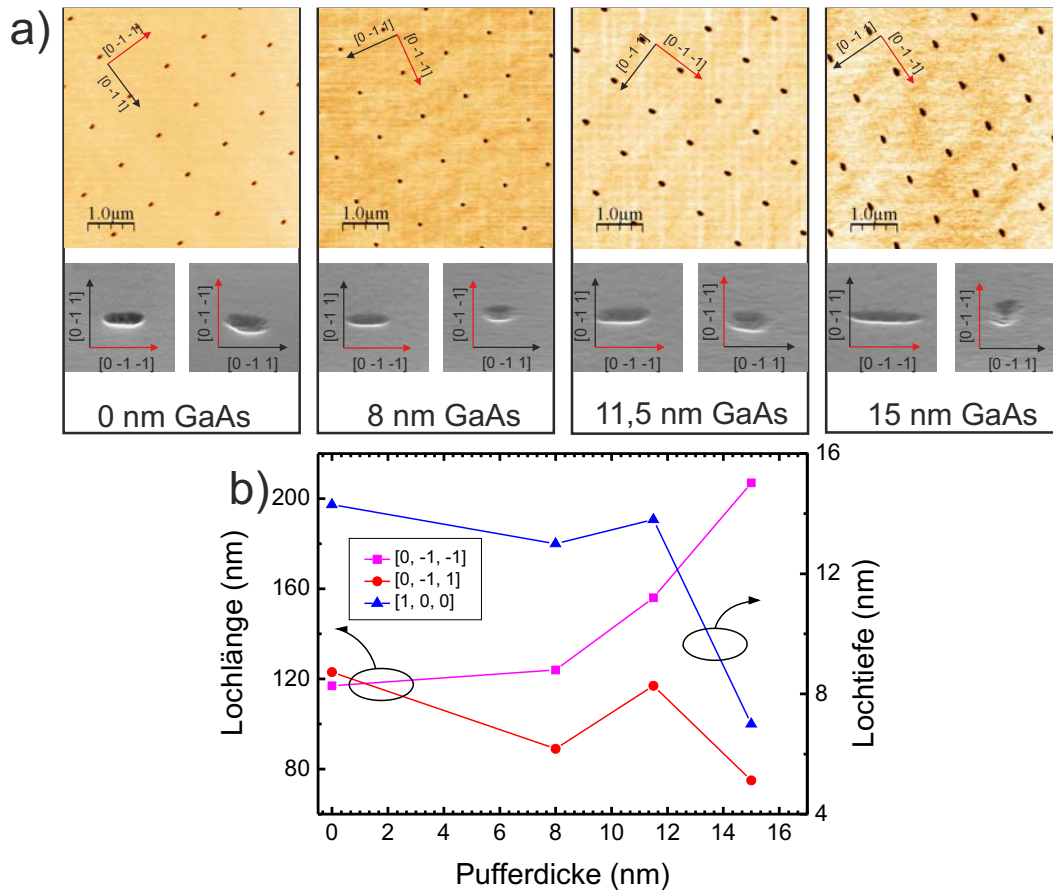 a)
[0 -1 -1]
[0 -1 1]
1.0µm
[0 -1 1]
[0 -1 -1]
1.0µm
[0 -1 1]
[0 -1 -1]
1.0µm
[0 -1 1]
[0 -1 -1]
1.0µm
[0 -1 1]
[0 -1 -1]
[0 -1 -1]
[0 -1 1]
[0 -1 1]
[0 -1 -1]
[0 -1 -1]
[0 -1 1]
[0 -1 1]
[0 -1 -1]
[0 -1 -1]
[0 -1 1]
[0 -1 1]
[0 -1 -1]
[0 -1 -1]
[0 -1 1]
0 nm GaAs
8 nm GaAs
11,5 nm GaAs
15 nm GaAs
b)
200
160
120
80
Lochlänge (nm)
[0, -1, -1]
[0, -1, 1]
[1, 0, 0]
16
12
8
4
Lochtiefe (nm)
0 2 4 6 8 10 12 14 16
Pufferdicke (nm)